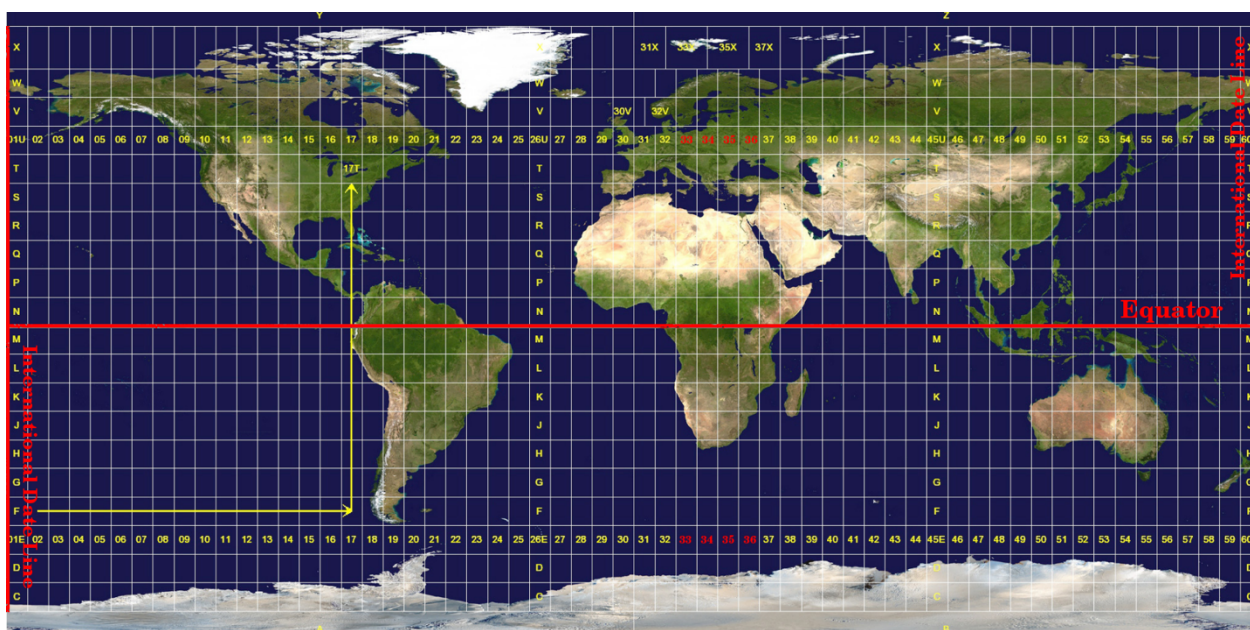 Y Z
X X 31X 33X 35X 37X X X
W W W W
V V 30V 32V V V
01U 02 03 04 05 06 07 08 09 10 11 12 13 14 15 16 17 18 19 20 21 22 23 24 25 26U 27 28 29 30 31 32 33 34 35 36 37 38 39 40 41 42 43 44 45U 46 47 48 49 50 51 52 53 54 55 56 57 58 59 60
T 17T T T T
S S S S
R R R R
Q Q Q Q
P P P P
N N N N
International Date Line
Equator
M M M M
L L L L
K K K K
J J J J
H H H H
G G G G
F F F F
01E 02 03 04 05 06 07 08 09 10 11 12 13 14 15 16 17 18 19 20 21 22 23 24 25 26E 27 28 29 30 31 32 33 34 35 36 37 38 39 40 41 42 43 44 45E 46 47 48 49 50 51 52 53 54 55 56 57 58 59 60
D D D D
C C C C
International Date Line